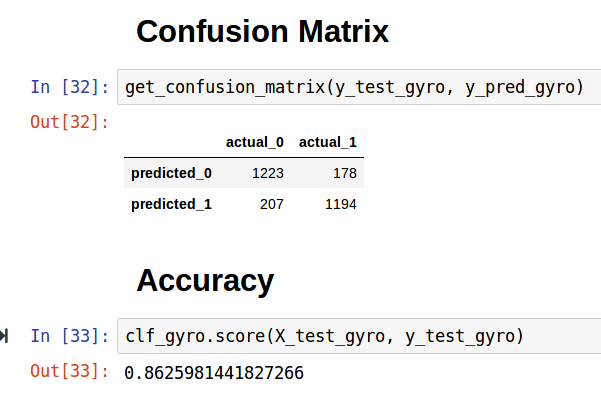 Confusion Matrix
In [32]: get_confusion_matrix(y_test_gyro, y_pred_gyro)
Out[32]:
actual_0 actual_1
predicted_0 1223 178
predicted_1 207 1194
Accuracy
In [33]: clf_gyro.score(X_test_gyro, y_test_gyro)
Out[33]: 0.8625981441827266